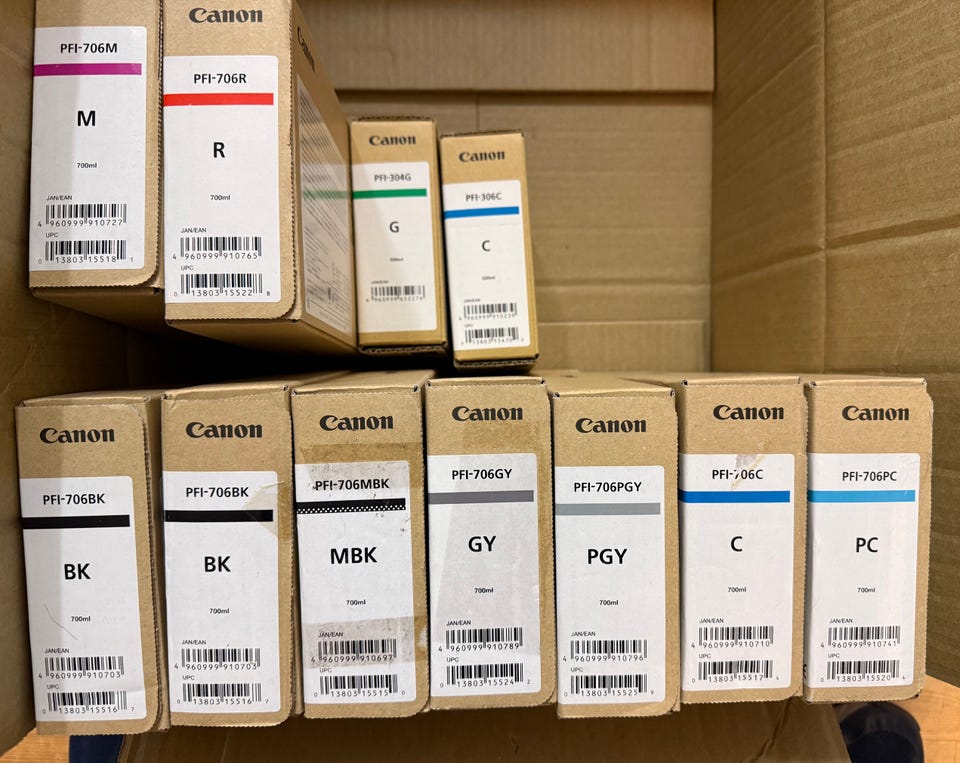 PFI-706M
M
700ml
JAN/EAN
4 960999 910727
UPC
0 13803 15518 1
Canon
PFI-706R
R
700ml
JAN/EAN
4 960999 910765
UPC
0 13803 15522 8
Canon
Canon
PFI-304G
G
JAN/EAN
Canon
PFI-306C
C
JAN/EAN
UPC
Canon
PFI-706BK
BK
700ml
JAN/EAN
4 960999 910703
UPC
0 13803 15516 7
Canon
PFI-706BK
BK
700ml
JAN/EAN
4 960999 910703
UPC
0 13803 15516 7
Canon
PFI-706MBK
MBK
700ml
JAN/EAN
4 960999 910697
UPC
0 13803 15515 0
Canon
PFI-706GY
GY
700ml
JAN/EAN
4 960999 910789
UPC
0 13803 15524 2
Canon
PFI-706PGY
PGY
700ml
JAN/EAN
4 960999 910796
UPC
0 13803 15525
Canon
PFI-706C
C
700ml
JAN/EAN
4 960999 910710
UPC
0 13803 15517 4
Canon
PFI-706PC
PC
700ml
JAN/EAN
4 960999 910741
UPC
0 13803 15520 4